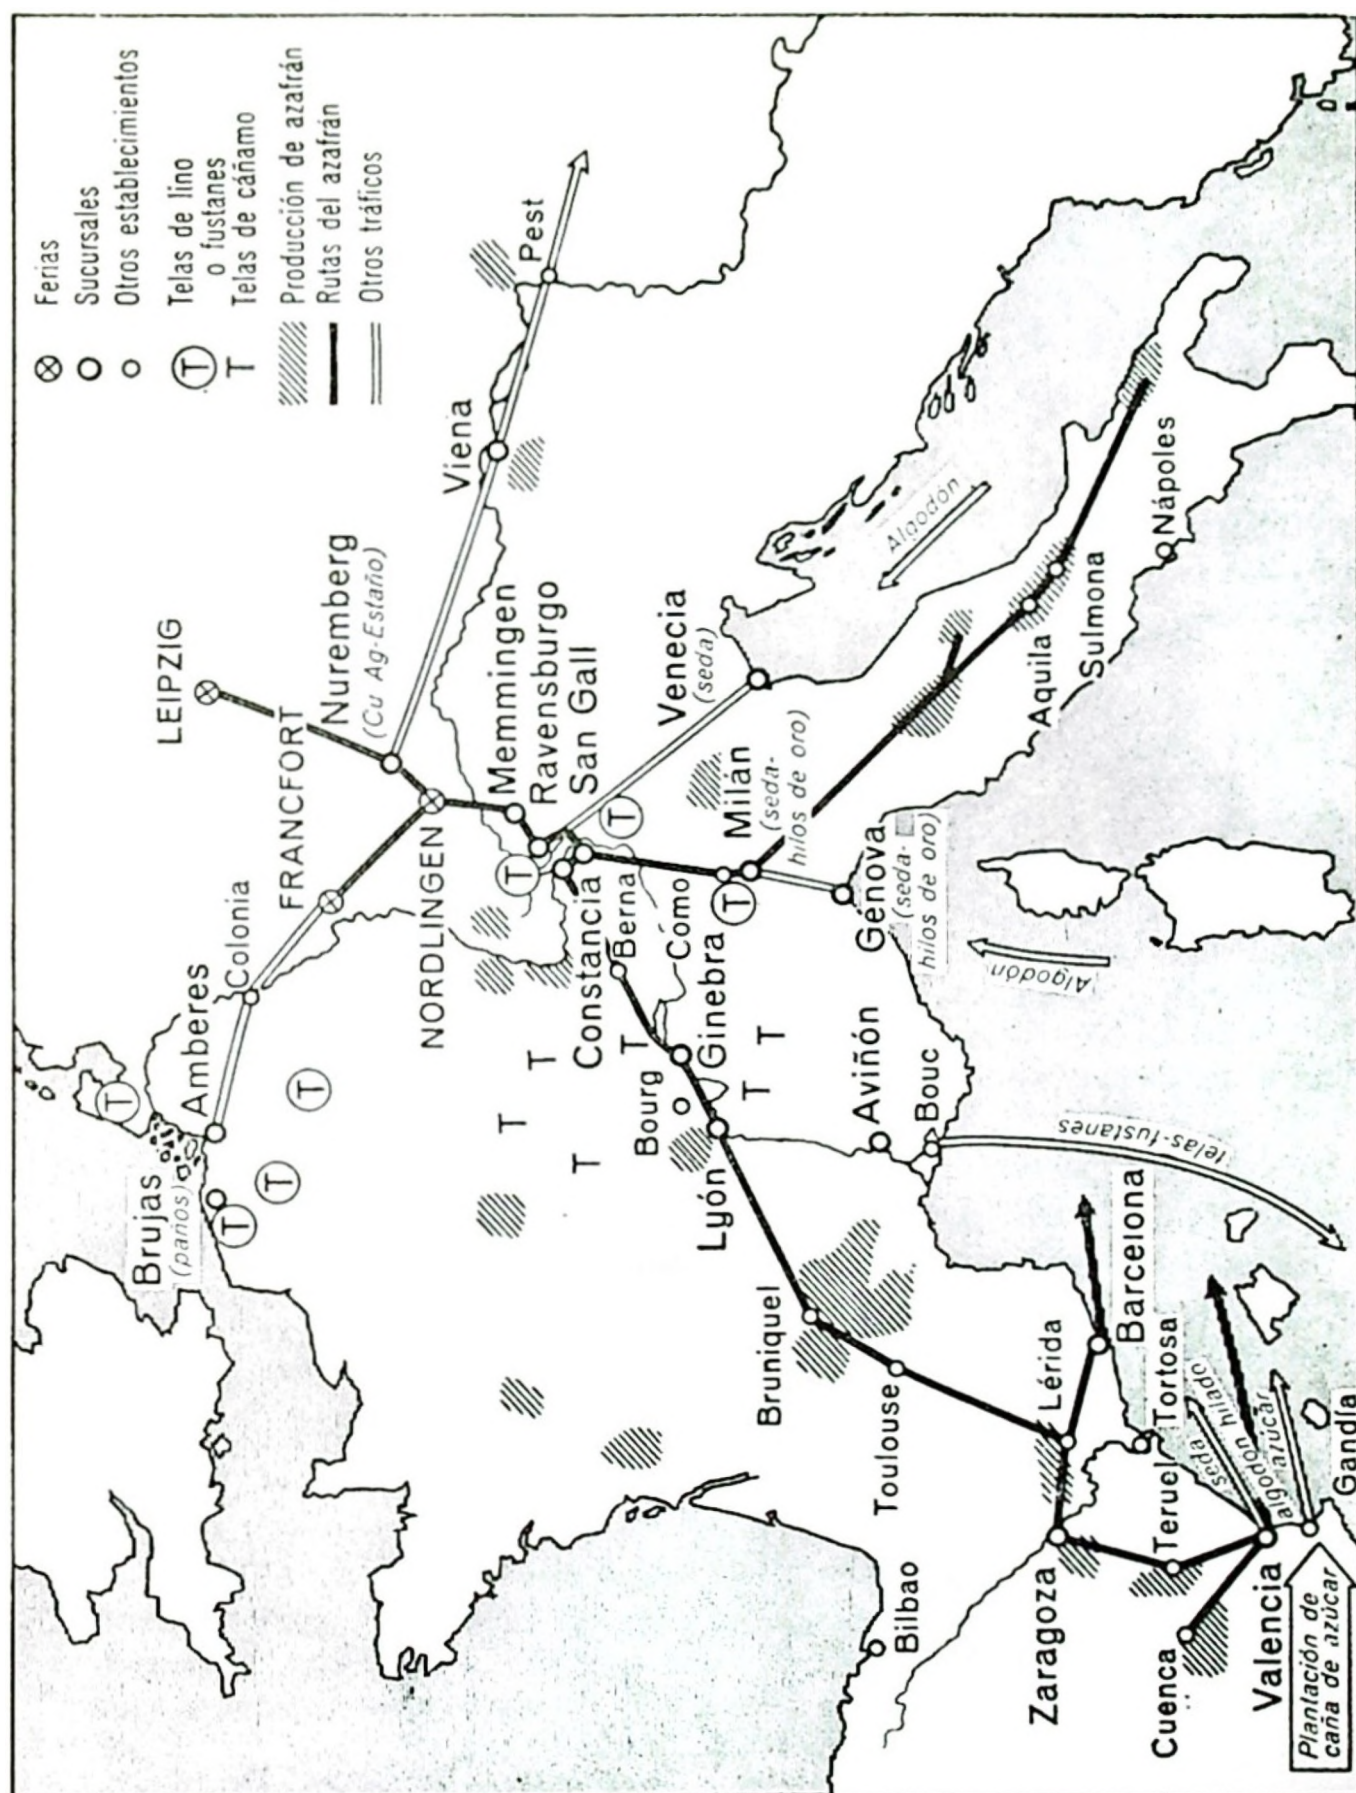 Ferias
Sucursales
Otros establecimientos
Telas de lino
o fustanes
Telas de cáñamo
Producción de azafrán
Rutas del azafrán
Otros tráficos
T
T
LEIPZIG
FRANCFORT
Nuremberg
(Cu Ag-Estaño)
NORDLINGEN
Colonia
Amberes
Brujas
(paños)
Viena
Pest
Memmingen
Ravensburgo
San Gall
Constancia
Berna
Cómo
Ginebra
Bourg
Lyón
Venecia
(seda)
Milán
(seda-
hilos de oro)
Génova
(seda-
hilos de oro)
Algodón
Algodón
Aquila
Sulmona
Nápoles
Aviñón
Bouc
telas-fustanes
Bruniquel
Toulouse
Lérida
Barcelona
Tortosa
Bilbao
Zaragoza
Teruel
Cuenca
Valencia
Gandía
seda
algodón hilado
azúcar
Plantación de
caña de azúcar
T
T
T
T
T
T
T
T
T
T
T
T
T